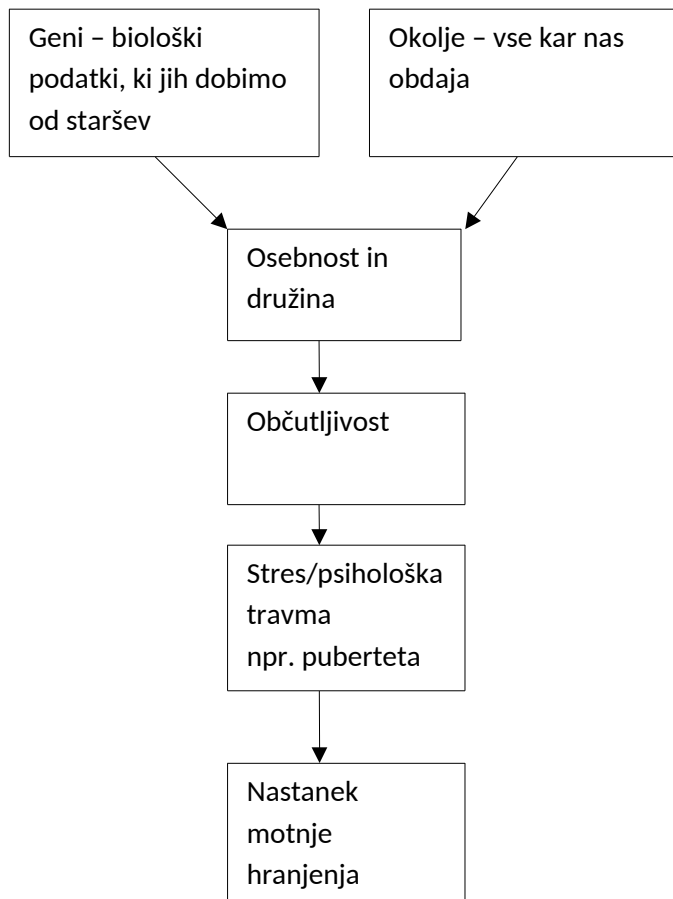 Geni – biološki
podatki, ki jih dobimo
od staršev
Okolje – vse kar nas
obdaja
Osebnost in
družina
Občutljivost
Stres/psihološka
travma
npr. puberteta
Nastanek
motnje
hranjenja